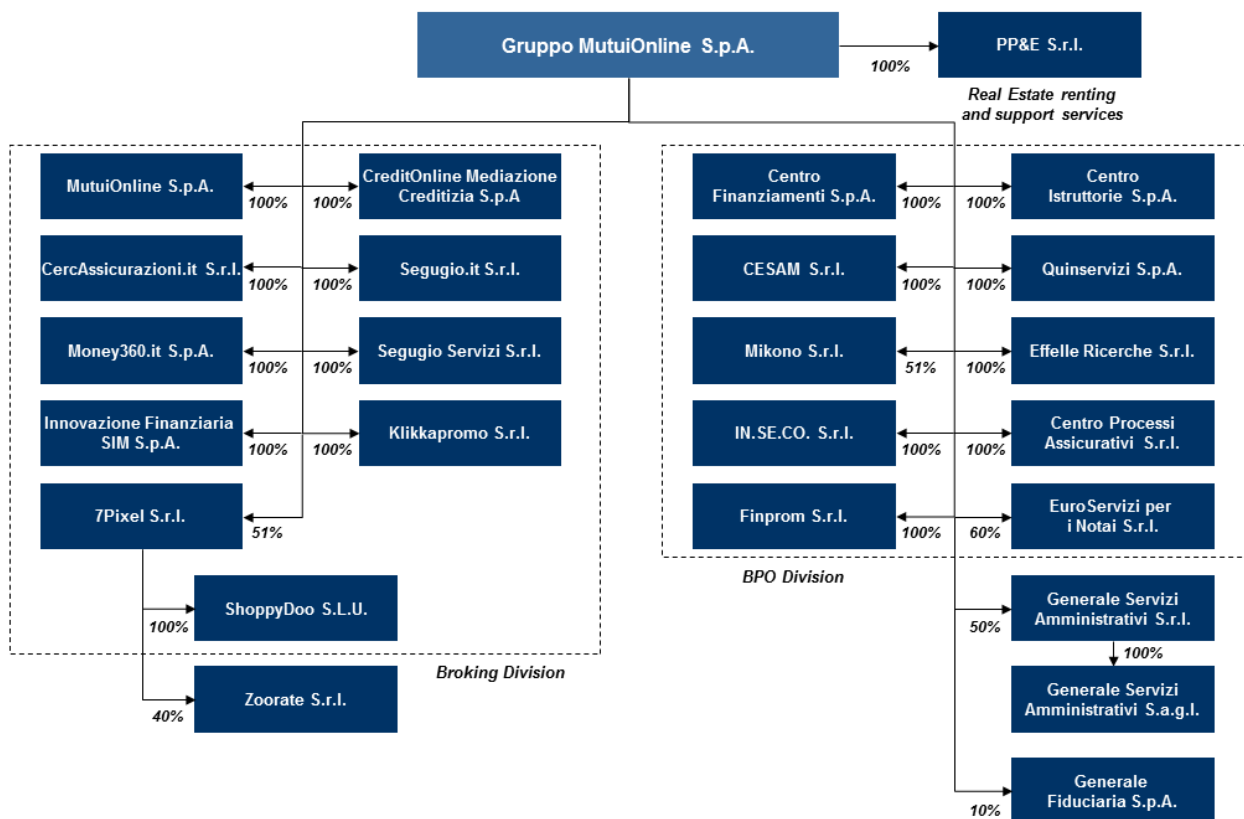 Gruppo MutuiOnline S.p.A.
PP&E S.r.l.
100%
Real Estate renting
and support services
MutuiOnline S.p.A.
100%
100%
CreditOnline Mediazione
Creditizia S.p.A
CercAssicurazioni.it S.r.l.
100%
100%
Segugio.it S.r.l.
Money360.it S.p.A.
100%
100%
Segugio Servizi S.r.l.
Innovazione Finanziaria
SIM S.p.A.
100%
100%
Klikkapromo S.r.l.
7Pixel S.r.l.
51%
ShoppyDoo S.L.U.
100%
Broking Division
Zoorate S.r.l.
40%
Centro
Finanziamenti S.p.A.
100%
100%
Centro
Istruttorie S.p.A.
CESAM S.r.l.
100%
100%
Quinservizi S.p.A.
Mikono S.r.l.
51%
100%
Effelle Ricerche S.r.l.
IN.SE.CO. S.r.l.
100%
100%
Centro Processi
Assicurativi S.r.l.
Finprom S.r.l.
100%
60%
EuroServizi per
i Notai S.r.l.
BPO Division
Generale Servizi
Amministrativi S.r.l.
50%
100%
Generale Servizi
Amministrativi S.a.g.l.
Generale
Fiduciaria S.p.A.
10%